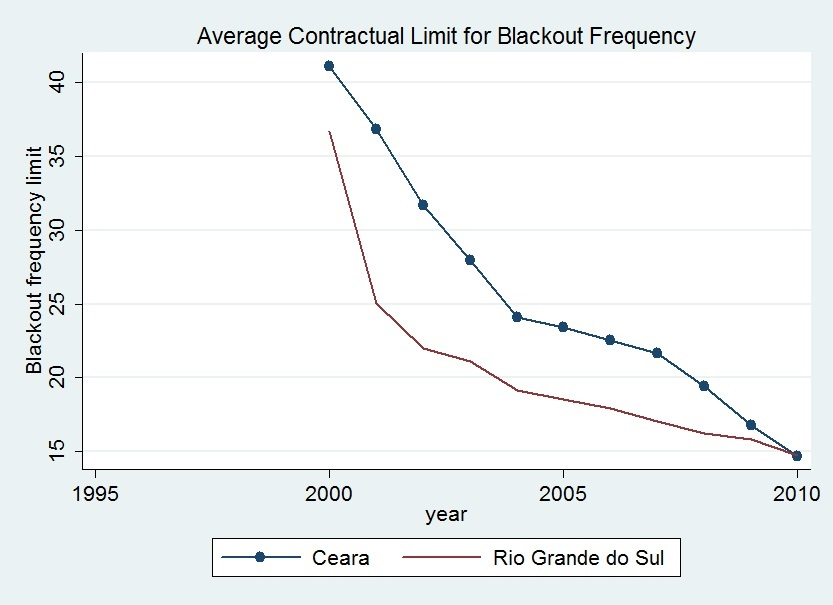 Average Contractual Limit for Blackout Frequency
Blackout frequency limit
40
35
30
25
20
15
1995 2000 2005 2010
year
Ceara Rio Grande do Sul